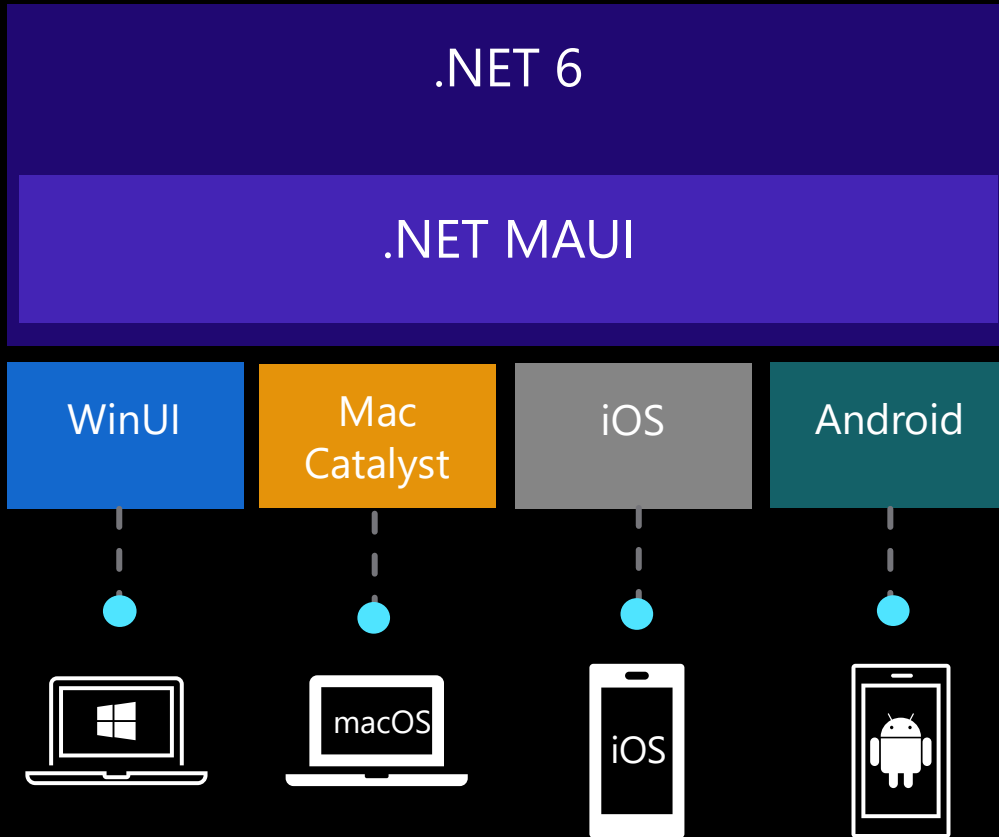 .NET 6
.NET MAUI
WinUI
Mac
Catalyst
iOS
Android
macOS
iOS